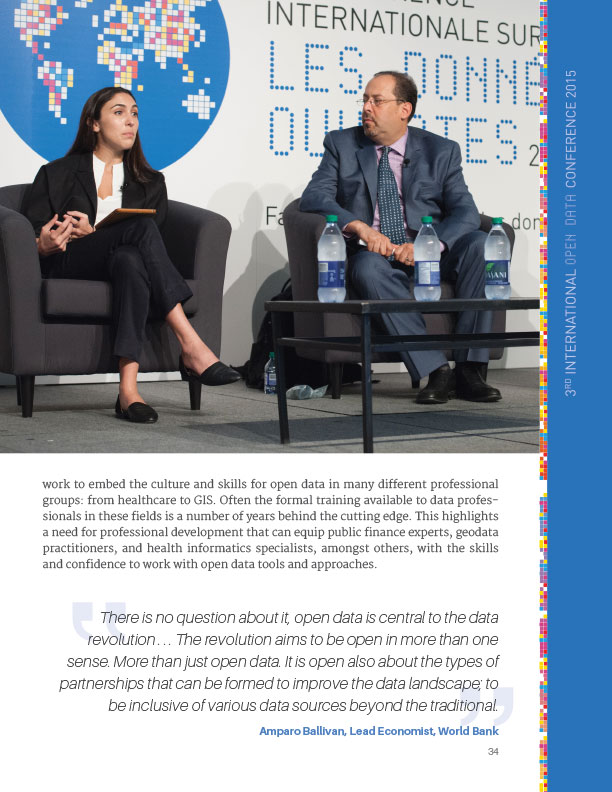 INTERNATIONALE SUR
LES DONNÉ
2
Fa
don
MANI
3RD INTERNATIONAL OPEN DATA CONFERENCE 2015
work to embed the culture and skills for open data in many different professional
groups: from healthcare to GIS. Often the formal training available to data profes-
sionals in these fields is a number of years behind the cutting edge. This highlights
a need for professional development that can equip public finance experts, geodata
practitioners, and health informatics specialists, amongst others, with the skills
and confidence to work with open data tools and approaches.
There is no question about it, open data is central to the data
revolution… The revolution aims to be open in more than one
sense. More than just open data. It is open also about the types of
partnerships that can be formed to improve the data landscape; to
be inclusive of various data sources beyond the traditional.
Amparo Ballivan, Lead Economist, World Bank
34